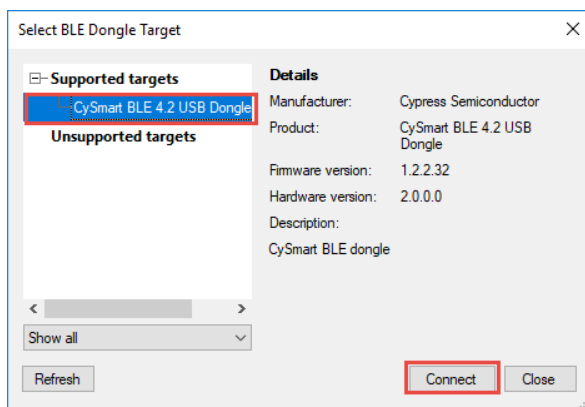 Select BLE Dongle Target
Supported targets
CySmart BLE 4.2 USB Dongle
Unsupported targets
Show all
Refresh
Details
Manufacturer: Cypress Semiconductor
Product: CySmart BLE 4.2 USB
Dongle
Firmware version: 1.2.2.32
Hardware version: 2.0.0.0
Description:
CySmart BLE dongle
Connect
Close